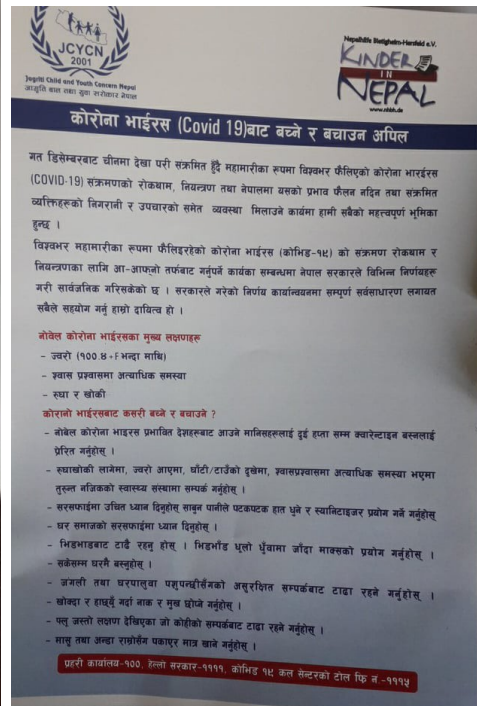 JCYCN
2001
Jagriti Child and Youth Concern Nepal
जागृति बाल तथा युवा सरोकार नेपाल
Nepalhilfe Bietigheim-Hersfeld e.V.
KINDER
IN
NEPAL
कोरोना भाईरस (Covid 19)बाट बच्ने र बचाउन अपिल
गत डिसेम्बरबाट चीनमा देखा परी संक्रमित हुँदै महामारीका रूपमा विश्वभर फैलिएको कोरोना भारईरस
(COVID-19) संक्रमणको रोकथाम, नियन्त्रण तथा नेपालमा यसको प्रभाव फैलन नदिन तथा संक्रमित
व्यक्तिहरूको निगरानी र उपचारको समेत व्यवस्था मिलाउने कार्यमा हामी सबैको महत्त्वपूर्ण भूमिका
हुन्छ ।
विश्वभर महामारीका रूपमा फैलिइरहेको कोरोना भाईरस (कोभिड-१९) को संक्रमण रोकथाम र
नियन्त्रणका लागि आ-आफ्नो तर्फबाट गर्नुपर्ने कार्यका सम्बन्धमा नेपाल सरकारले विभिन्न निर्णयहरू
गरी सार्वजनिक गरिसकेको छ । सरकारले गरेको निर्णय कार्यान्वयनमा सम्पूर्ण सर्वसाधारण लगायत
सबैले सहयोग गर्नु हाम्रो दायित्व हो ।
नोवेल कोरोना भाईरसका मुख्य लक्षणहरू
- ज्वरो (१००.४॰F भन्दा माथि)
- श्वास प्रश्वासमा अत्याधिक समस्या
- रुघा र खोकी
कोरानो भाईरसबाट कसरी बच्ने र बचाउने ?
- नोबेल कोरोना भाइरस प्रभावित देशहरूबाट आउने मानिसहरूलाई दुई हप्ता सम्म क्वारेन्टाइन बस्नलाई
प्रेरित गर्नुहोस् ।
- रुघाखोकी लागेमा, ज्वरो आएमा, घाँटी/टाउँको दुखेमा, श्वासप्रश्वासमा अत्याधिक समस्या भएमा
तुरुन्त नजिकको स्वास्थ्य संस्थामा सम्पर्क गर्नुहोस् ।
- सरसफाईमा उचित ध्यान दिनुहोस् साबुन पानीले पटकपटक हात धुने र स्यानिटाइजर प्रयोग गर्ने गर्नुहोस्
- घर समाजको सरसफाईमा ध्यान दिनुहोस् ।
- भिडभाडबाट टाढै रहनु होस् । भिडभाँड धूलो धुँवामा जाँदा माक्सको प्रयोग गर्नुहोस् ।
- सकेसम्म घरमै बस्नुहोस् ।
- जंगली तथा घरपालुवा पशुपन्छीसँगको असुरक्षित सम्पर्कबाट टाढा रहने गर्नुहोस् ।
- खोक्दा र हाछ्यूँ गर्दा नाक र मुख छोप्ने गर्नुहोस् ।
- फ्लु जस्तो लक्षण देखिएका जो कोहीको सम्पर्कबाट टाढा रहने गर्नुहोस् ।
- मासु तथा अन्डा राम्रोसँग पकाएर मात्र खाने गर्नुहोस् ।
प्रहरी कार्यालय-१००, हेल्लो सरकार-११११, कोभिड १९ कल सेन्टरको टोल फ्रि नं.-१११५